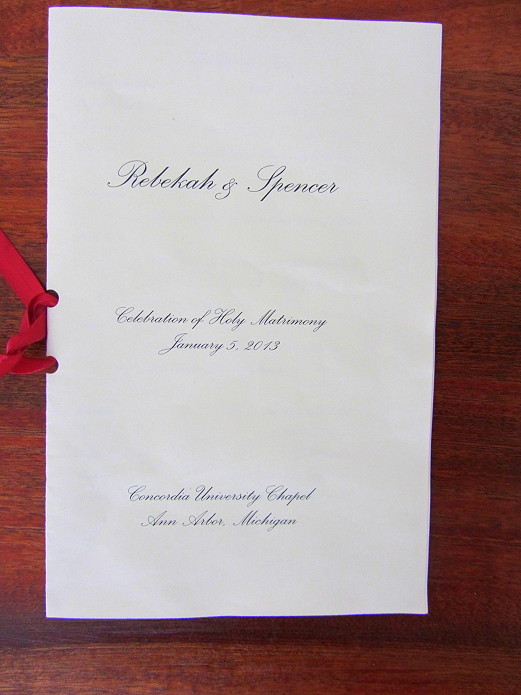 Rebekah & Spencer
Celebration of Holy Matrimony
January 5, 2013
Concordia University Chapel
Ann Arbor, Michigan